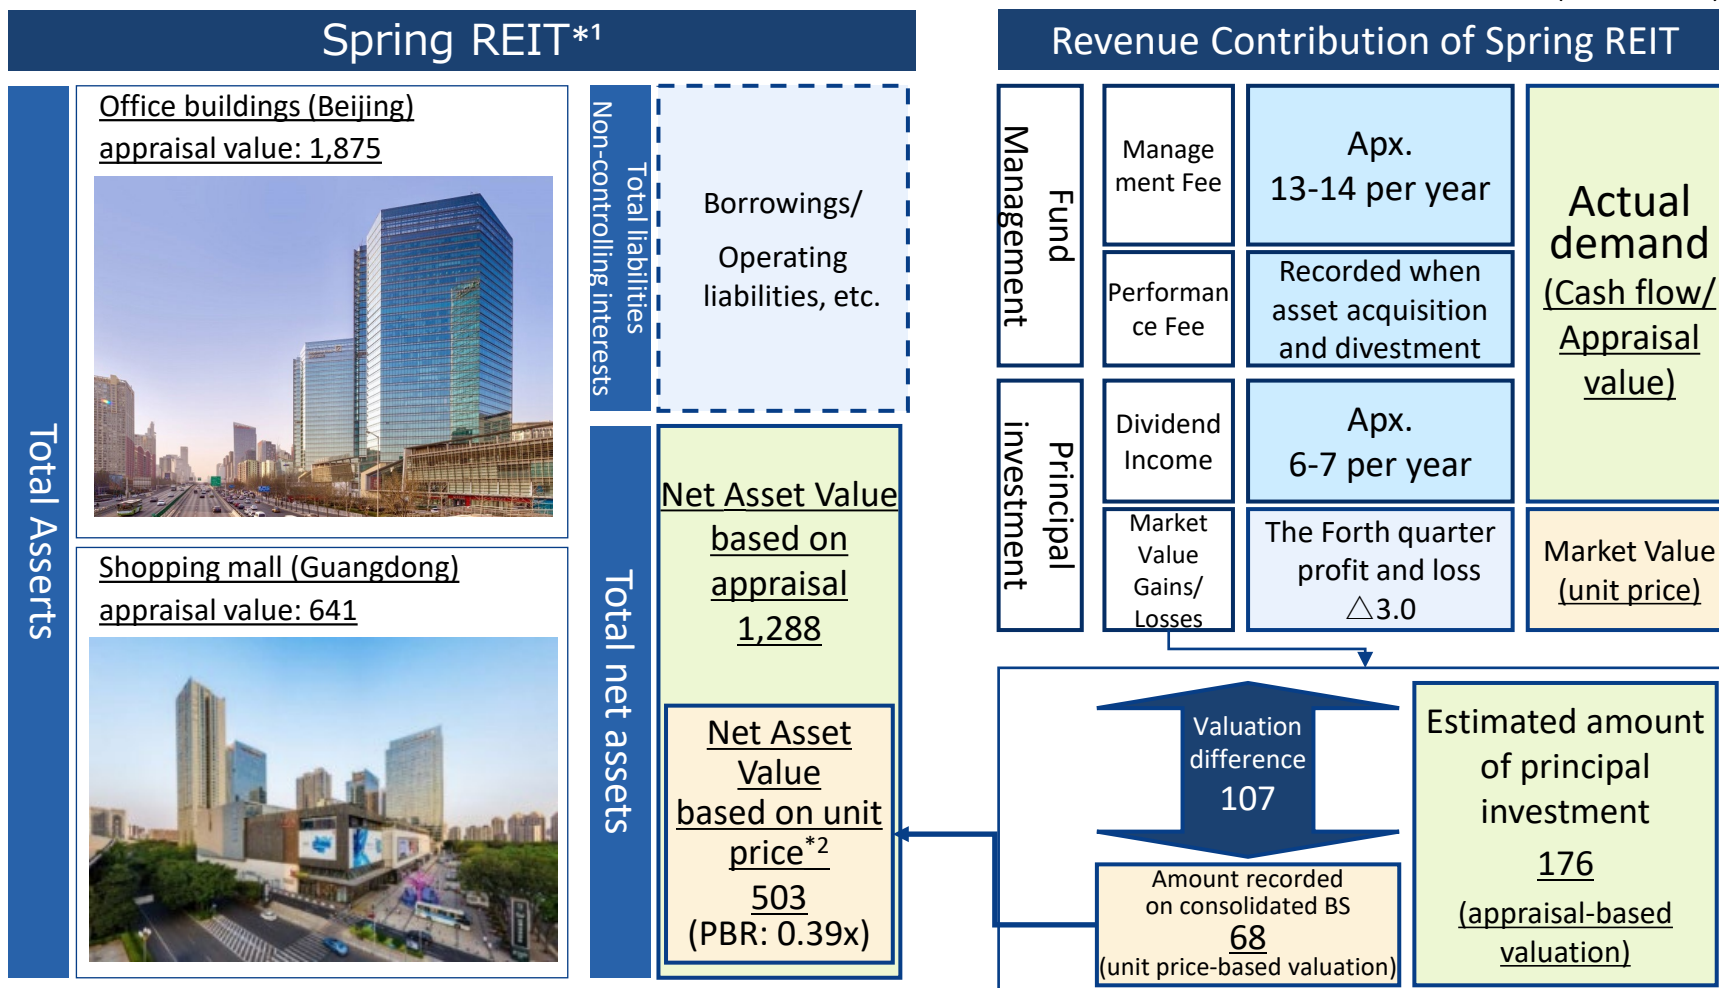 Spring REIT*1
Total Asserts
Office buildings (Beijing)
appraisal value: 1,875
Shopping mall (Guangdong)
appraisal value: 641
Total liabilities
Non-controlling interests
Borrowings/
Operating
liabilities, etc.
Total net assets
Net Asset Value
based on
appraisal
1,288
Net Asset
Value
based on unit
price*2
503
(PBR: 0.39x)
Revenue Contribution of Spring REIT
Fund
Management
Manage
ment Fee
Apx.
13-14 per year
Performan
ce Fee
Recorded when
asset acquisition
and divestment
Actual
demand
(Cash flow/
Appraisal
value)
Principal
investment
Dividend
Income
Apx.
6-7 per year
Market
Value
Gains/
Losses
The Forth quarter
profit and loss
△3.0
Market Value
(unit price)
Valuation
difference
107
Amount recorded
on consolidated BS
68
(unit price-based valuation)
Estimated amount
of principal
investment
176
(appraisal-based
valuation)